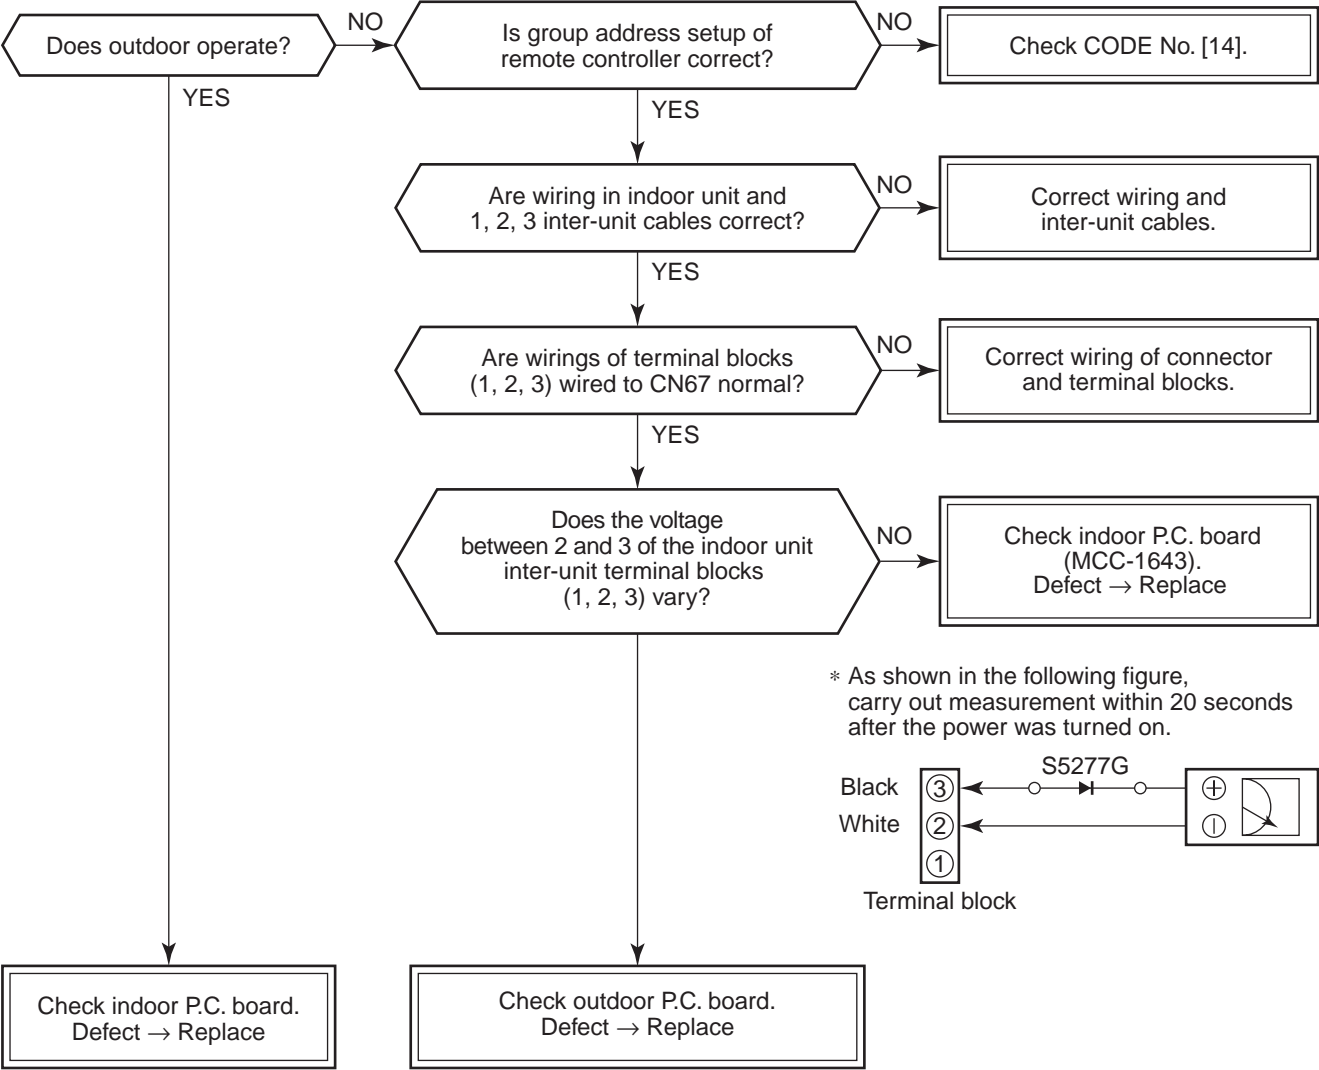 Does outdoor operate?
NO
YES
Is group address setup of
remote controller correct?
NO
Check CODE No. [14].
YES
Are wiring in indoor unit and
1, 2, 3 inter-unit cables correct?
NO
Correct wiring and
inter-unit cables.
YES
Are wirings of terminal blocks
(1, 2, 3) wired to CN67 normal?
NO
Correct wiring of connector
and terminal blocks.
YES
Does the voltage
between 2 and 3 of the indoor unit
inter-unit terminal blocks
(1, 2, 3) vary?
NO
Check indoor P.C. board
(MCC-1643).
Defect → Replace
* As shown in the following figure,
carry out measurement within 20 seconds
after the power was turned on.
S5277G
Black ③ ⊕
White ② ⊖
①
Terminal block
Check indoor P.C. board.
Defect → Replace
Check outdoor P.C. board.
Defect → Replace